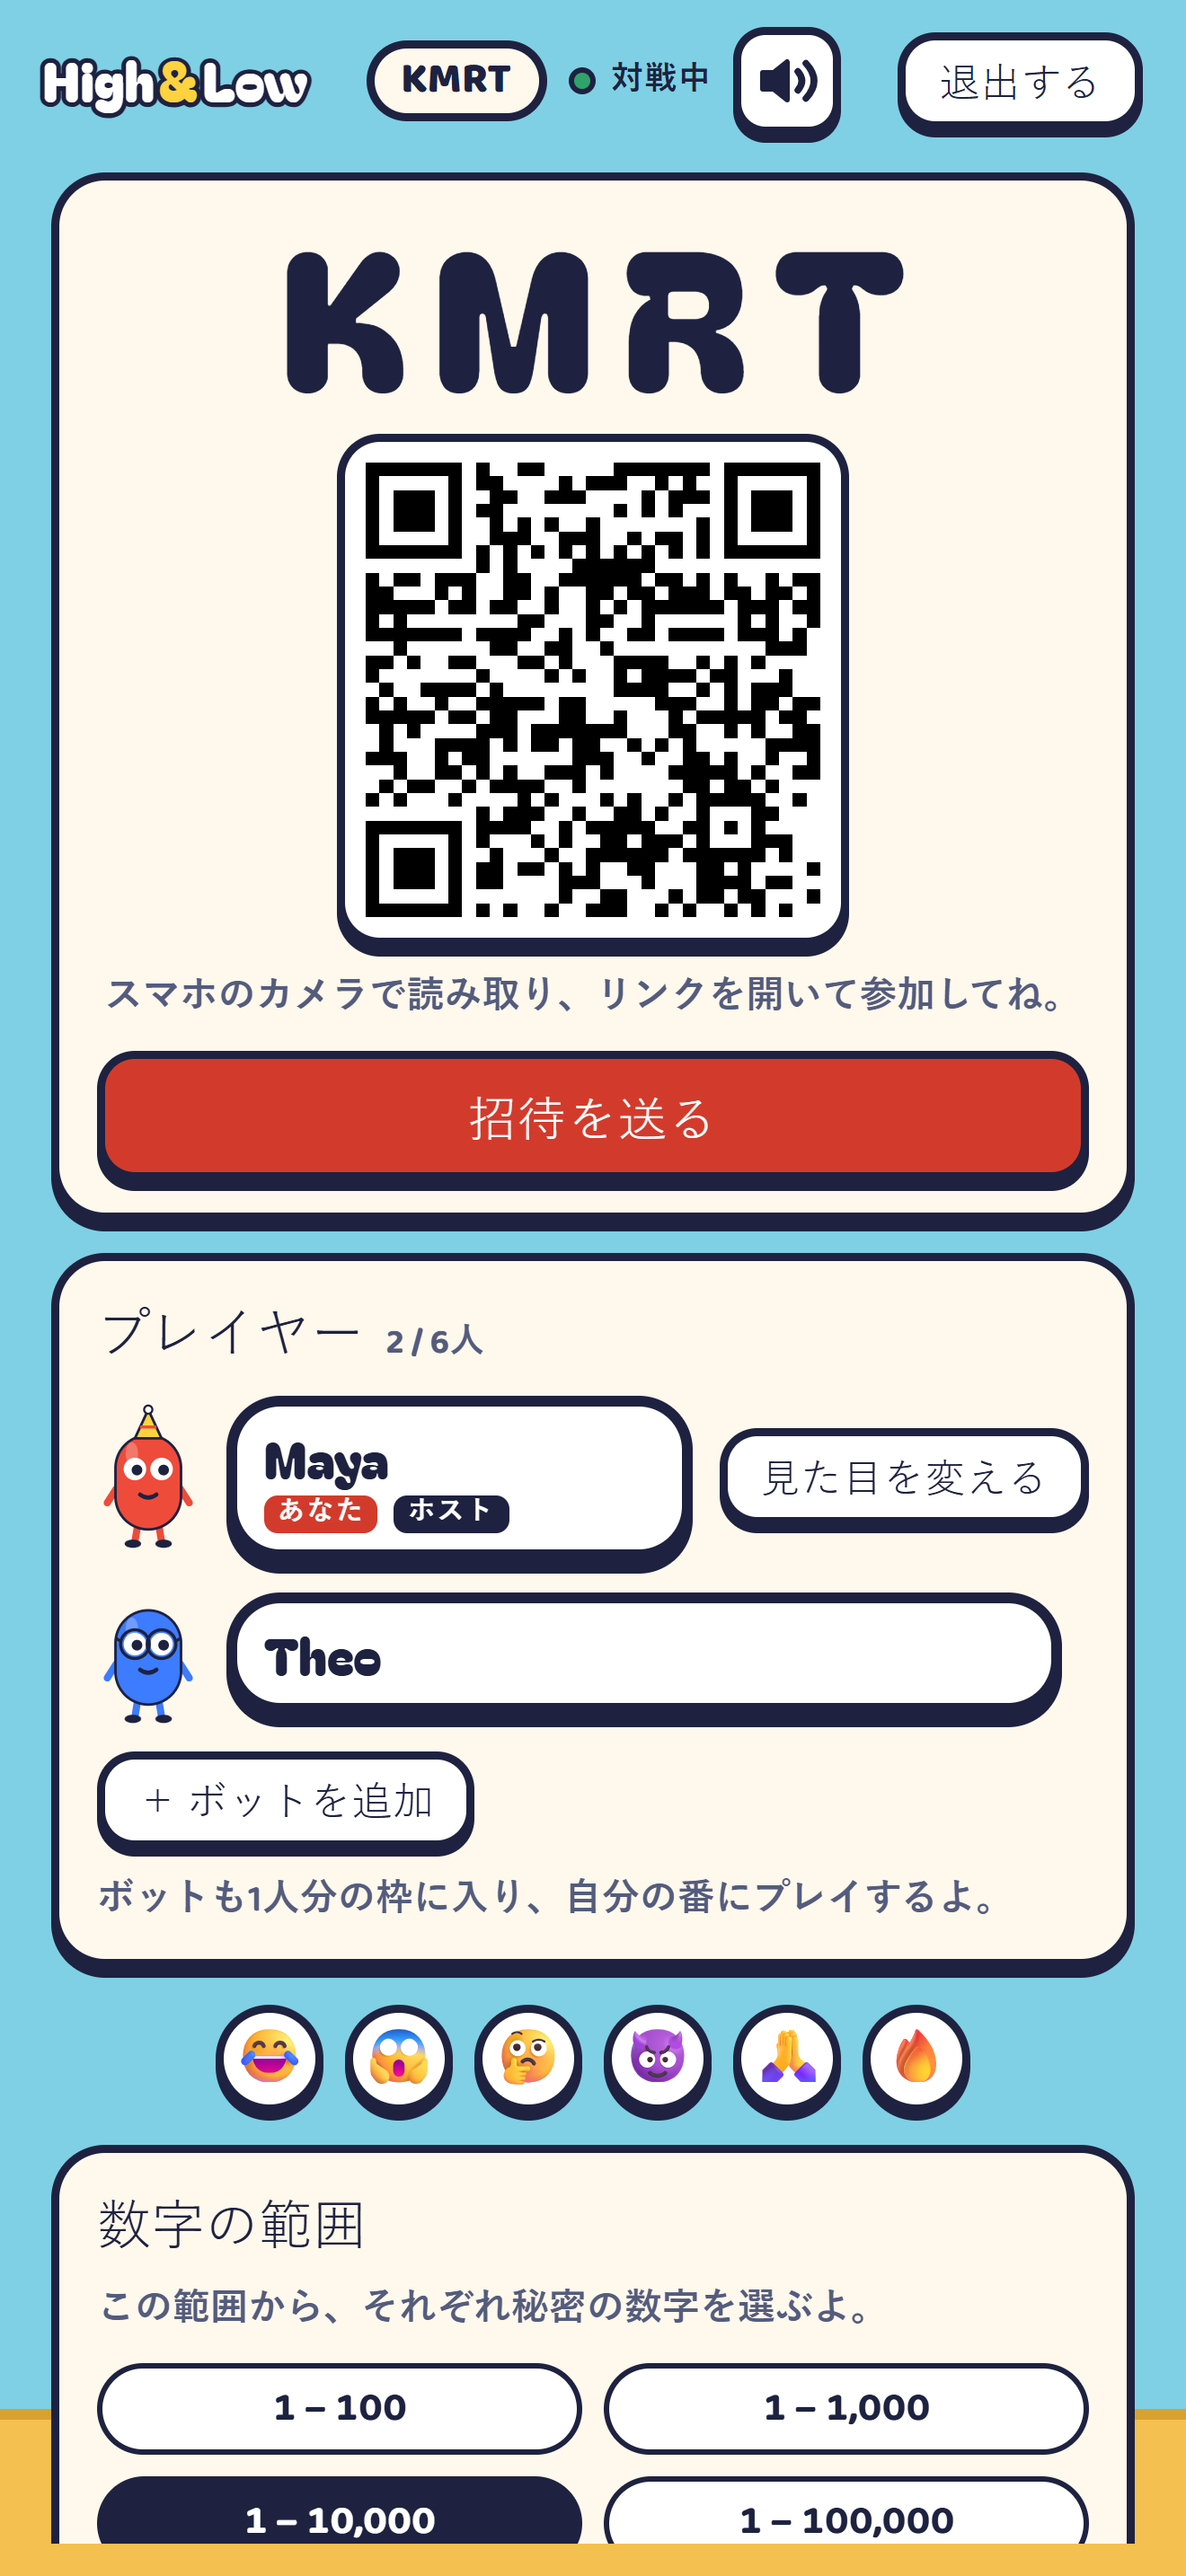 High&Low
KMRT
対戦中
退出する
KMRT
スマホのカメラで読み取り、リンクを開いて参加してね。
招待を送る
プレイヤー 2 / 6人
Maya
あなた ホスト
見た目を変える
Theo
+ ボットを追加
ボットも1人分の枠に入り、自分の番にプレイするよ。
数字の範囲
この範囲から、それぞれ秘密の数字を選ぶよ。
1 – 100
1 – 1,000
1 – 10,000
1 – 100,000